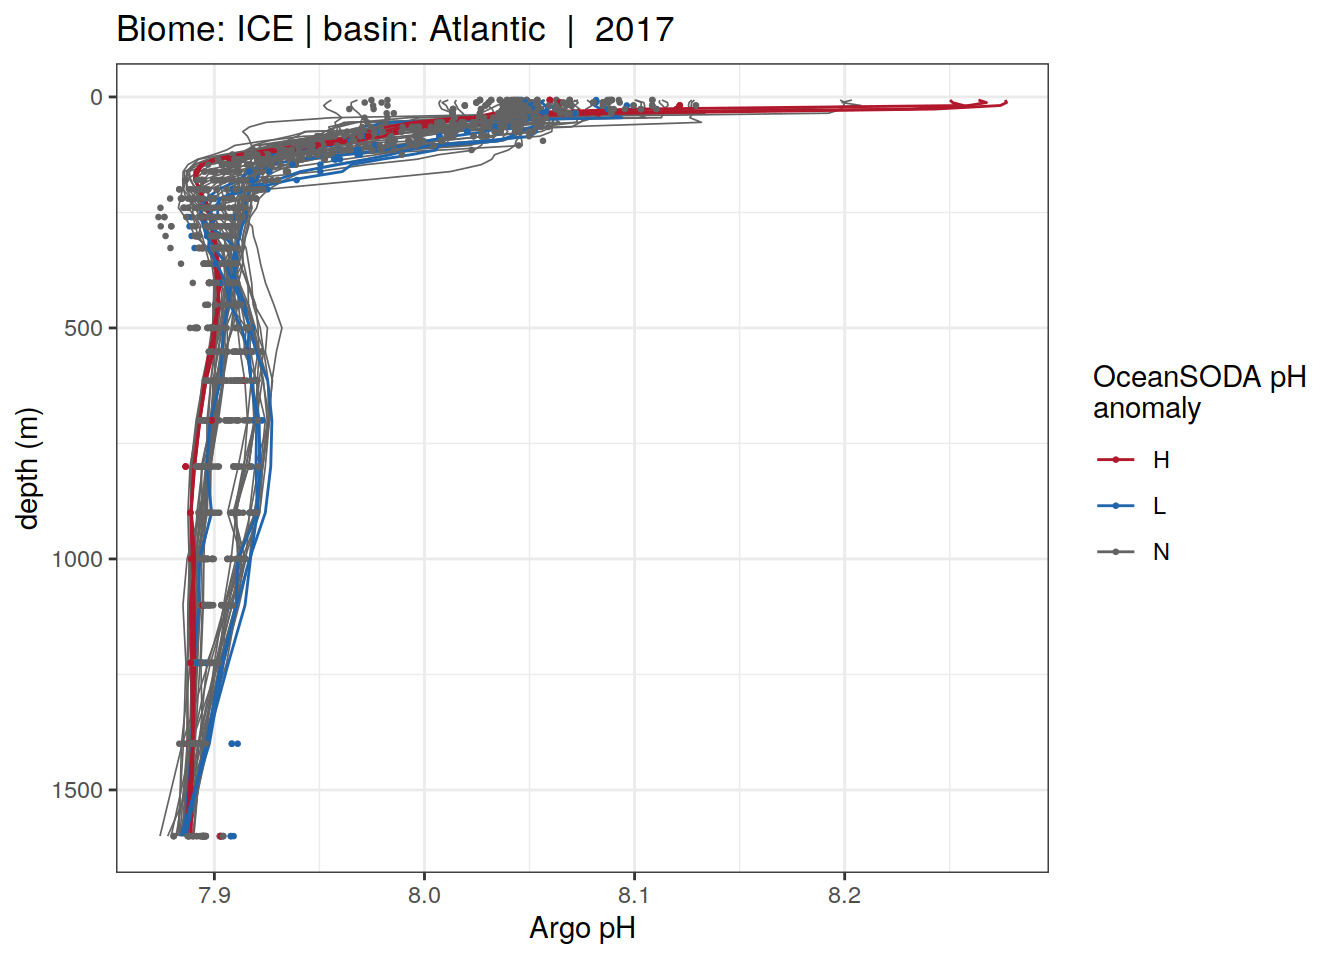 Biome: ICE | basin: Atlantic  |  2017
0
500
1000
1500
depth (m)
7.9
8.0
8.1
8.2
Argo pH
OceanSODA pH
anomaly
H
L
N